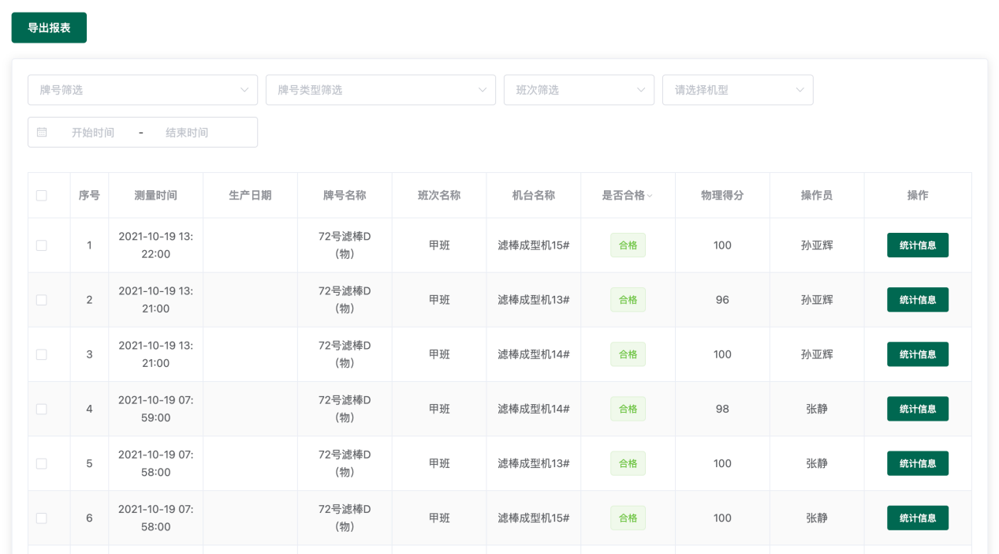 导出报表
牌号筛选 牌号类型筛选 班次筛选 请选择机型
开始时间 - 结束时间
序号 测量时间 生产日期 牌号名称 班次名称 机台名称 是否合格 物理得分 操作员 操作
1 2021-10-19 13:22:00 72号滤棒D(物) 甲班 滤棒成型机15# 合格 100 孙亚辉 统计信息
2 2021-10-19 13:21:00 72号滤棒D(物) 甲班 滤棒成型机13# 合格 96 孙亚辉 统计信息
3 2021-10-19 13:21:00 72号滤棒D(物) 甲班 滤棒成型机14# 合格 100 孙亚辉 统计信息
4 2021-10-19 07:59:00 72号滤棒D(物) 甲班 滤棒成型机14# 合格 98 张静 统计信息
5 2021-10-19 07:58:00 72号滤棒D(物) 甲班 滤棒成型机13# 合格 100 张静 统计信息
6 2021-10-19 07:58:00 72号滤棒D(物) 甲班 滤棒成型机15# 合格 100 张静 统计信息